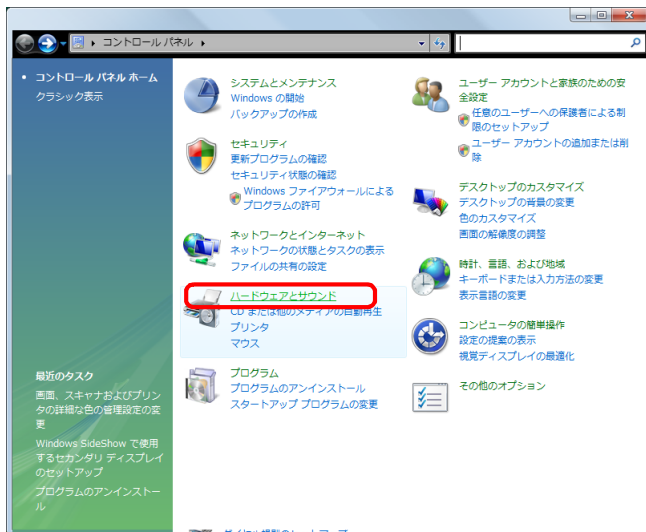 コントロール パネル
コントロール パネル ホーム
クラシック表示
システムとメンテナンス
Windows の開始
バックアップの作成
セキュリティ
更新プログラムの確認
セキュリティ状態の確認
Windows ファイアウォールによる
プログラムの許可
ネットワークとインターネット
ネットワークの状態とタスクの表示
ファイルの共有の設定
ハードウェアとサウンド
CD または他のメディアの自動再生
プリンタ
マウス
プログラム
プログラムのアンインストール
スタートアップ プログラムの変更
ユーザー アカウントと家族のための安
全設定
任意のユーザーへの保護者による制
限のセットアップ
ユーザー アカウントの追加または削
除
デスクトップのカスタマイズ
デスクトップの背景の変更
色のカスタマイズ
画面の解像度の調整
時計、言語、および地域
キーボードまたは入力方法の変更
表示言語の変更
コンピュータの簡単操作
設定の提案の表示
視覚ディスプレイの最適化
その他のオプション
最近のタスク
画面、スキャナおよびプリン
タの詳細な色の管理設定の変
更
Windows SideShow で使用
するセカンダリ ディスプレイ
のセットアップ
プログラムのアンインストー
ル